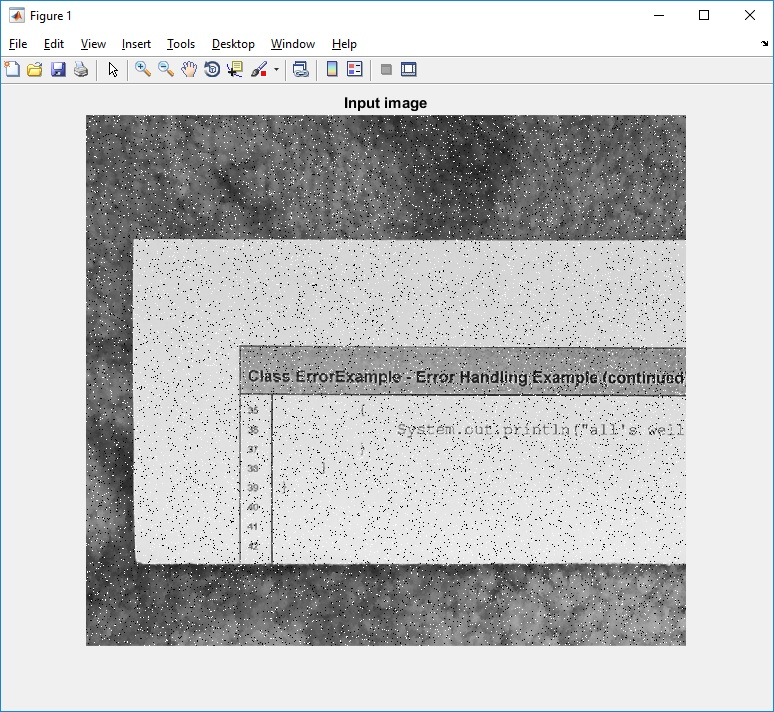 Figure 1
File Edit View Insert Tools Desktop Window Help
Input image
Class ErrorExample - Error Handling Example (continued
35 {
36 System.out.println("all's well
37 }
38 }
39 }
40
41
42